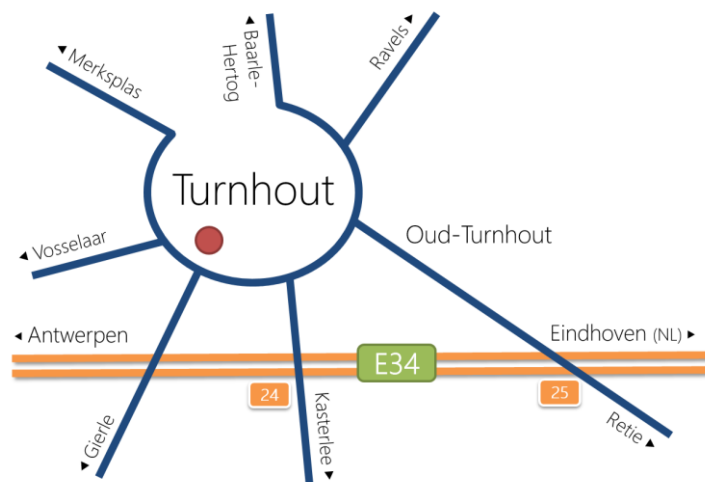 Merksplas
Baarle-
Hertog
Ravels
Turnhout
Vosselaar
Oud-Turnhout
Antwerpen
Eindhoven (NL)
E34
24
25
Gierle
Kasterlee
Retie